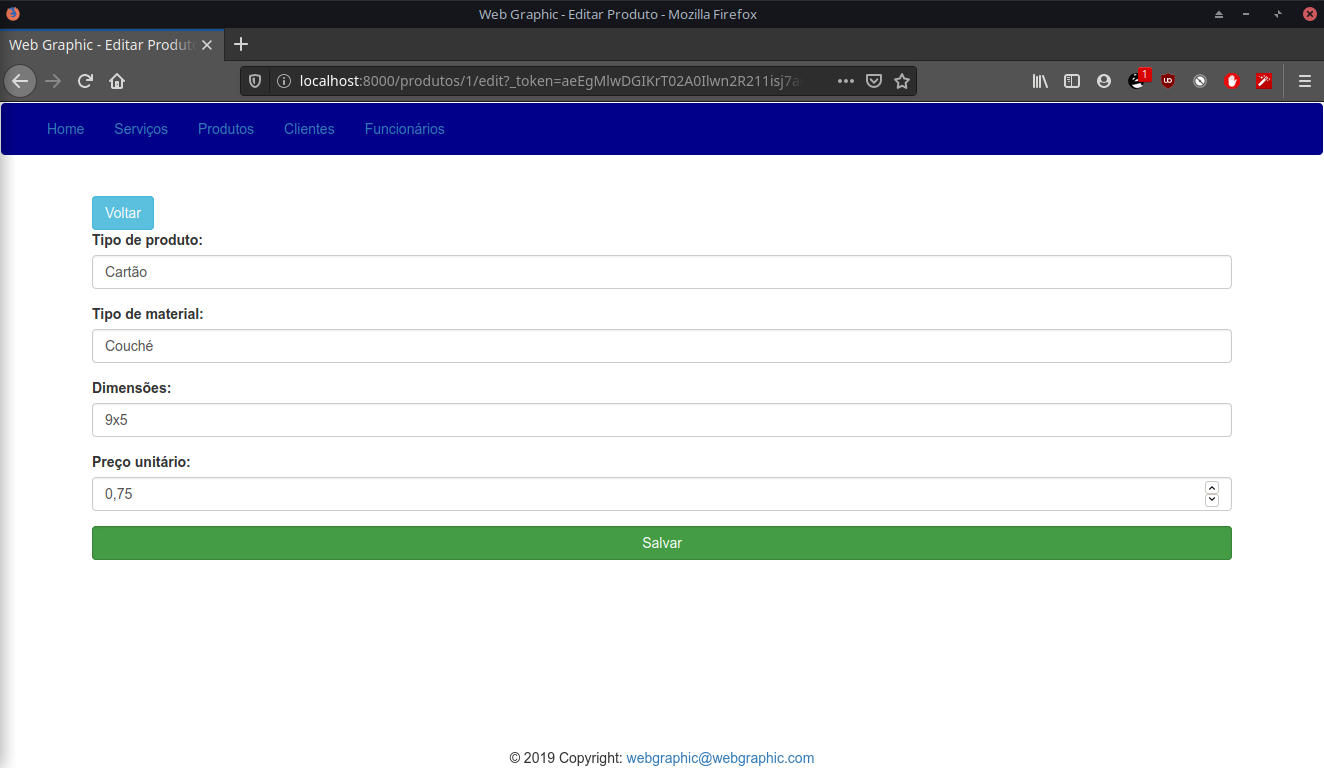 Web Graphic - Editar Produto - Mozilla Firefox
Web Graphic - Editar Produto
1
localhost:8000/produtos/1/edit?_token=aeEgMlwDGIKrT02A0Ilwn2R211isj7a
Home Serviços Produtos Clientes Funcionários
Voltar
Tipo de produto:
Cartão
Tipo de material:
Couché
Dimensões:
9x5
Preço unitário:
0,75
Salvar
© 2019 Copyright: webgraphic@webgraphic.com